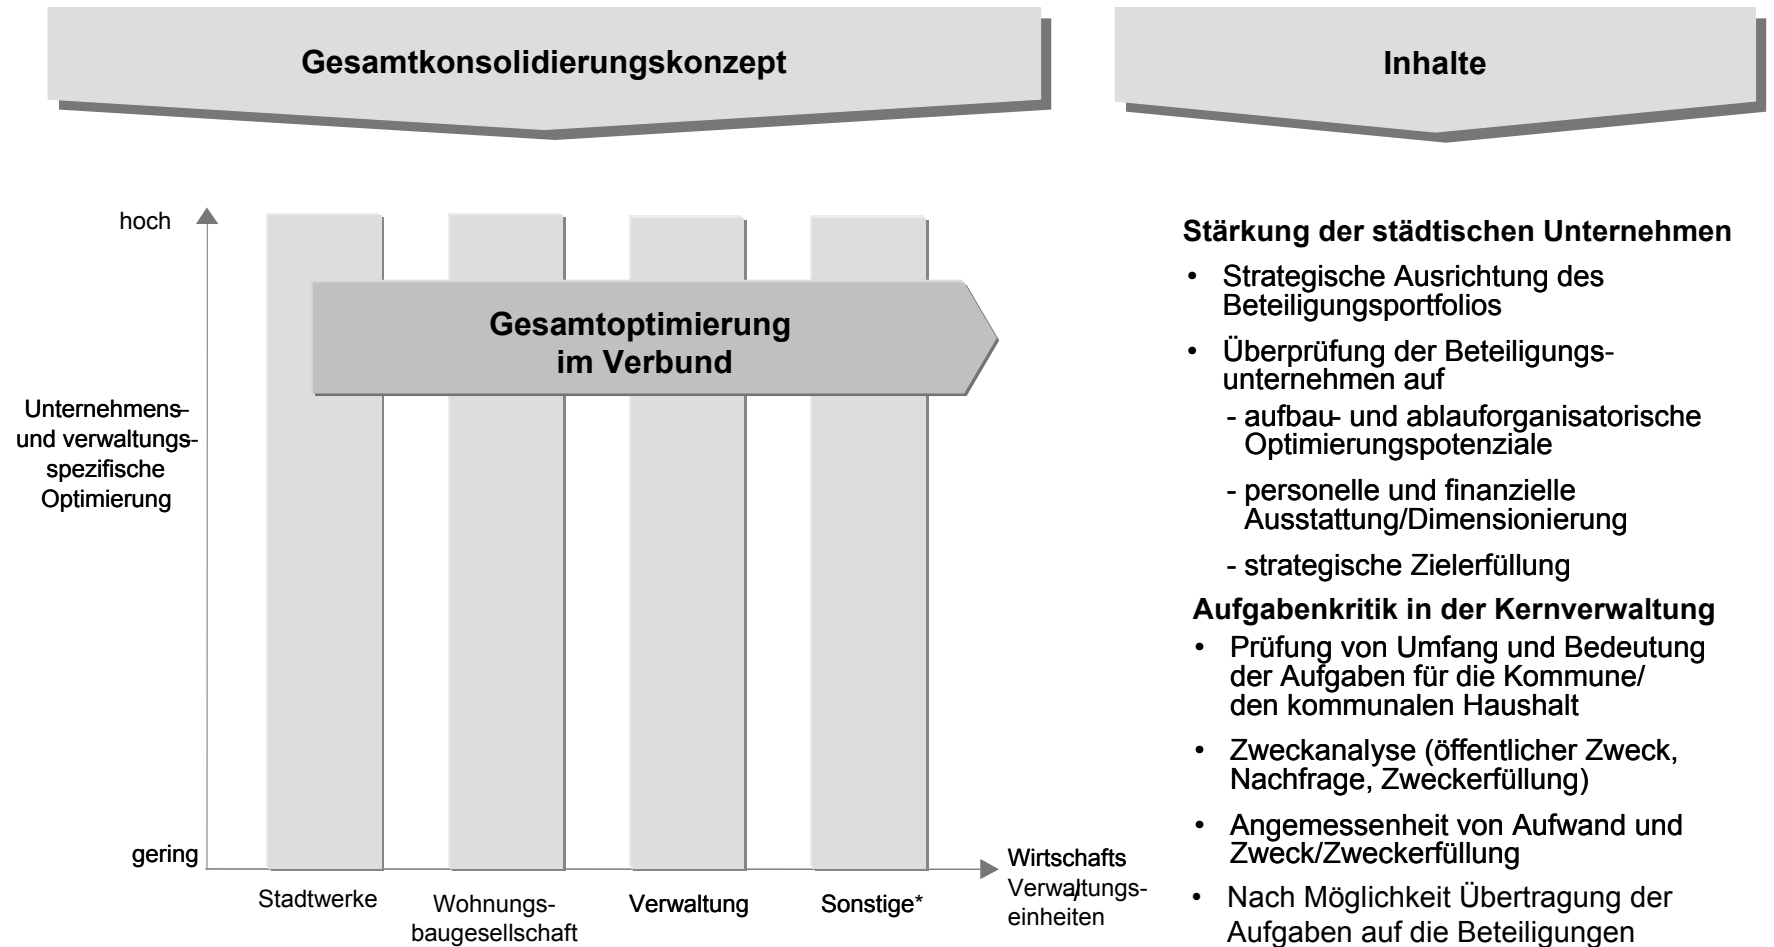 Gesamtkonsolidierungskonzept
Inhalte
hoch
Unternehmens-
und verwaltungs-
spezifische
Optimierung
gering
Gesamtoptimierung
im Verbund
Stadtwerke
Wohnungs-
baugesellschaft
Verwaltung
Sonstige*
Wirtschafts
Verwaltungs-/
einheiten
Stärkung der städtischen Unternehmen
• Strategische Ausrichtung des
Beteiligungsportfolios
• Überprüfung der Beteiligungs-
unternehmen auf
- aufbau- und ablauforganisatorische
Optimierungspotenziale
- personelle und finanzielle
Ausstattung/Dimensionierung
- strategische Zielerfüllung
Aufgabenkritik in der Kernverwaltung
• Prüfung von Umfang und Bedeutung
der Aufgaben für die Kommune/
den kommunalen Haushalt
• Zweckanalyse (öffentlicher Zweck,
Nachfrage, Zweckerfüllung)
• Angemessenheit von Aufwand und
Zweck/Zweckerfüllung
• Nach Möglichkeit Übertragung der
Aufgaben auf die Beteiligungen